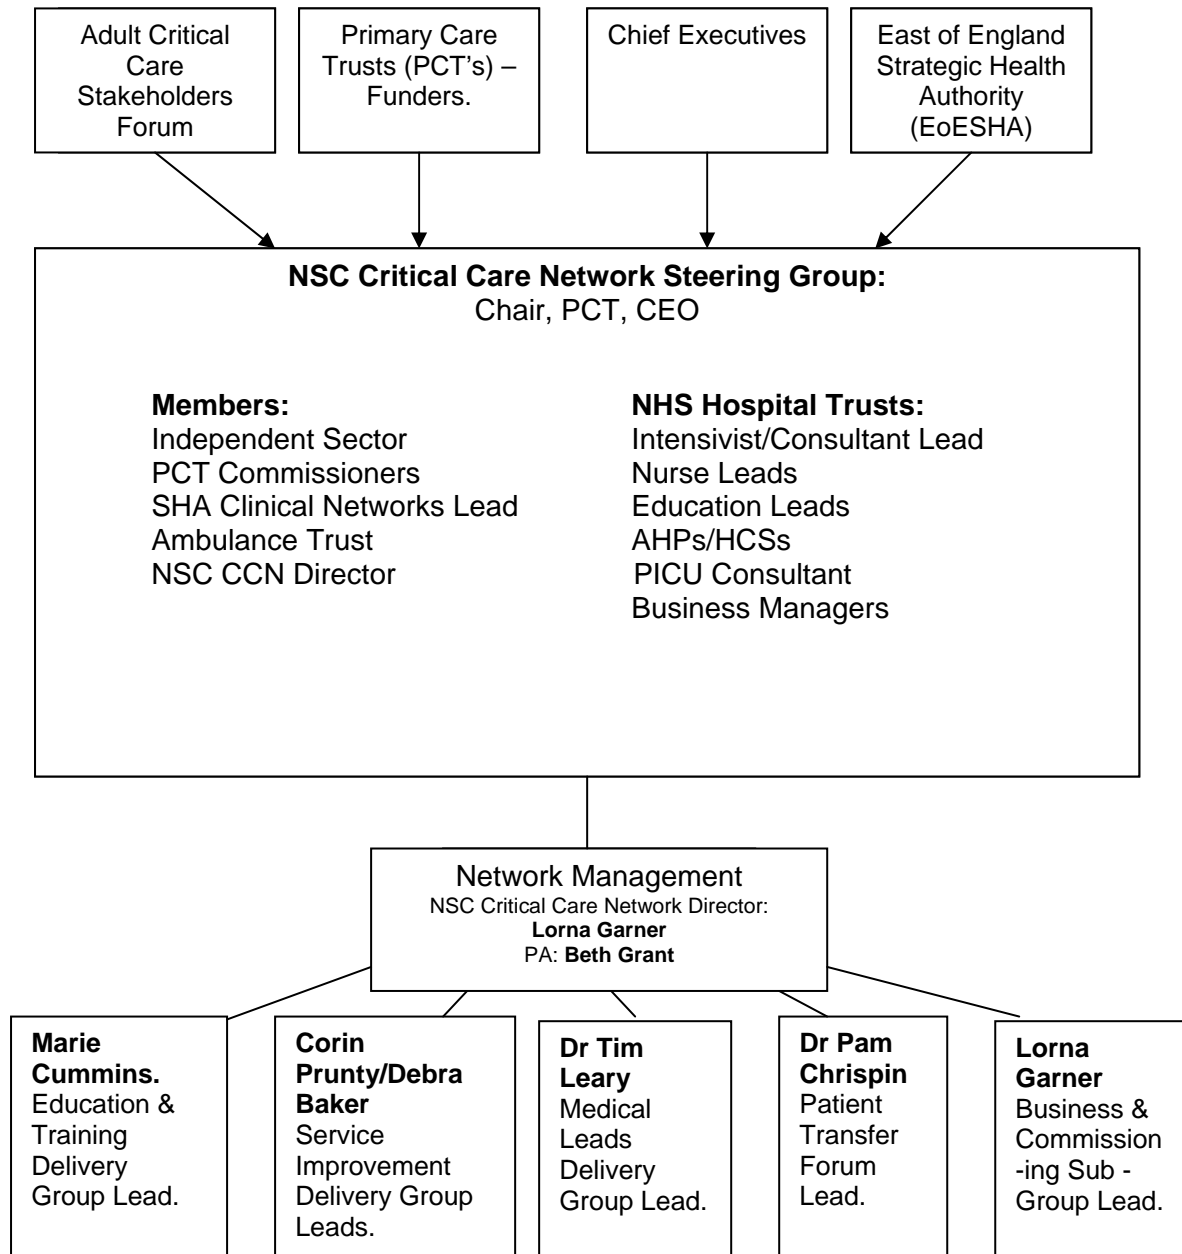 Adult Critical
Care
Stakeholders
Forum
Primary Care
Trusts (PCT's) –
Funders.
Chief Executives
East of England
Strategic Health
Authority
(EoESHA)
NSC Critical Care Network Steering Group:
Chair, PCT, CEO
Members:
Independent Sector
PCT Commissioners
SHA Clinical Networks Lead
Ambulance Trust
NSC CCN Director
NHS Hospital Trusts:
Intensivist/Consultant Lead
Nurse Leads
Education Leads
AHPs/HCSs
PICU Consultant
Business Managers
Network Management
NSC Critical Care Network Director:
Lorna Garner
PA: Beth Grant
Marie
Cummins.
Education &
Training
Delivery
Group Lead.
Corin
Prunty/Debra
Baker
Service
Improvement
Delivery Group
Leads.
Dr Tim
Leary
Medical
Leads
Delivery
Group Lead.
Dr Pam
Chrispin
Patient
Transfer
Forum
Lead.
Lorna
Garner
Business &
Commission
-ing Sub -
Group Lead.